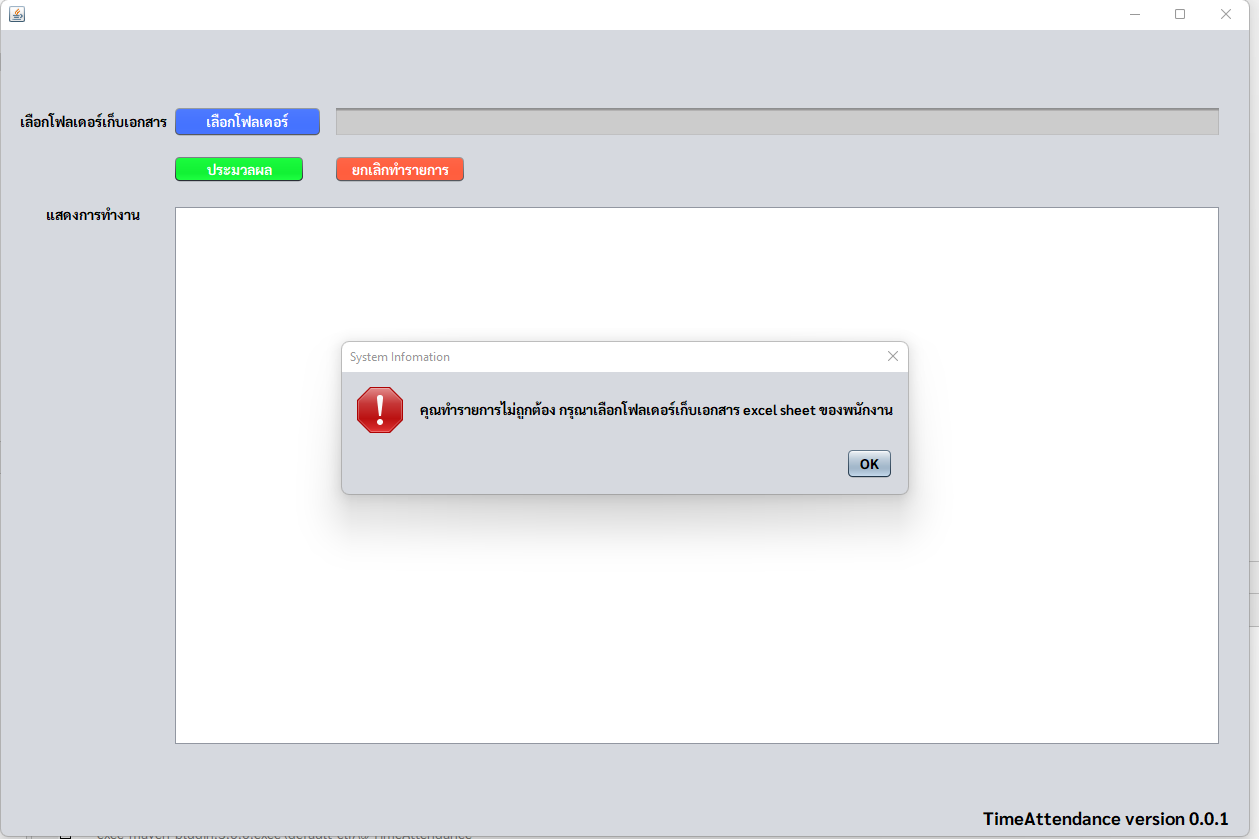 เลือกโฟลเดอร์เก็บเอกสาร เลือกโฟลเดอร์
ประมวลผล ยกเลิกทำรายการ
แสดงการทำงาน
System Infomation
คุณทำรายการไม่ถูกต้อง กรุณาเลือกโฟลเดอร์เก็บเอกสาร excel sheet ของพนักงาน
OK
TimeAttendance version 0.0.1